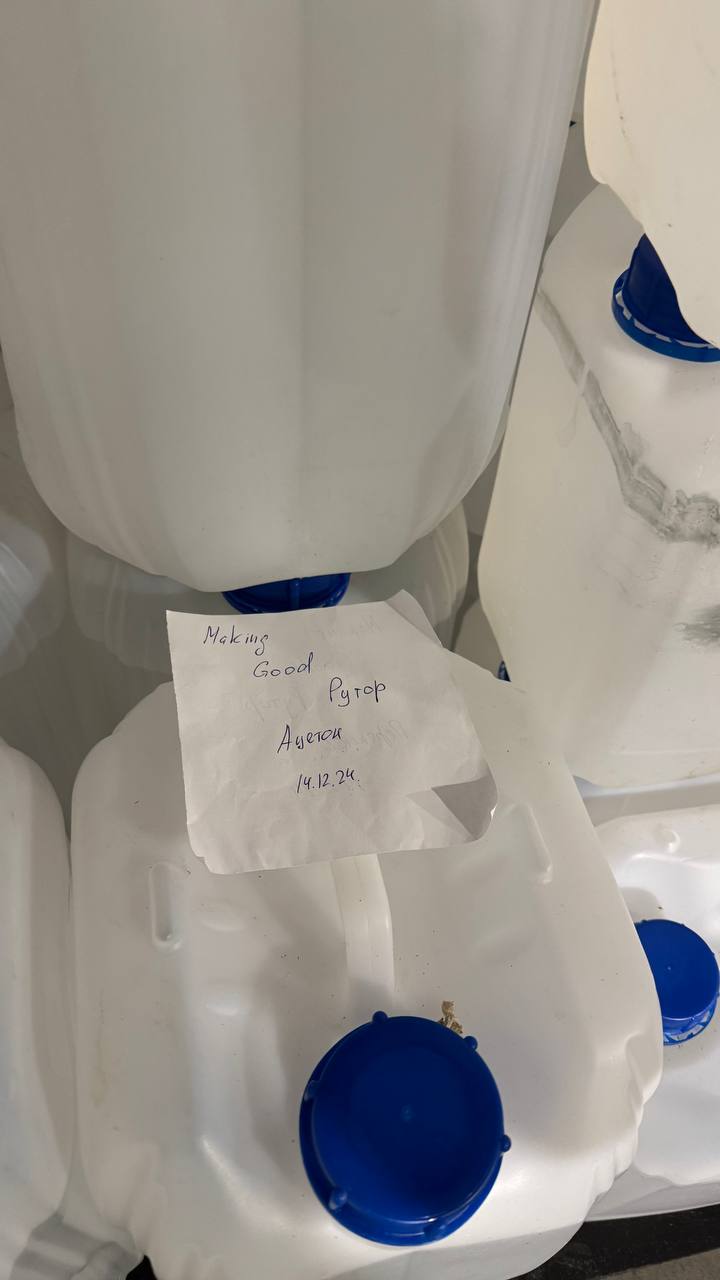 Making
Good
Рутор
Ацетон
14.12.24